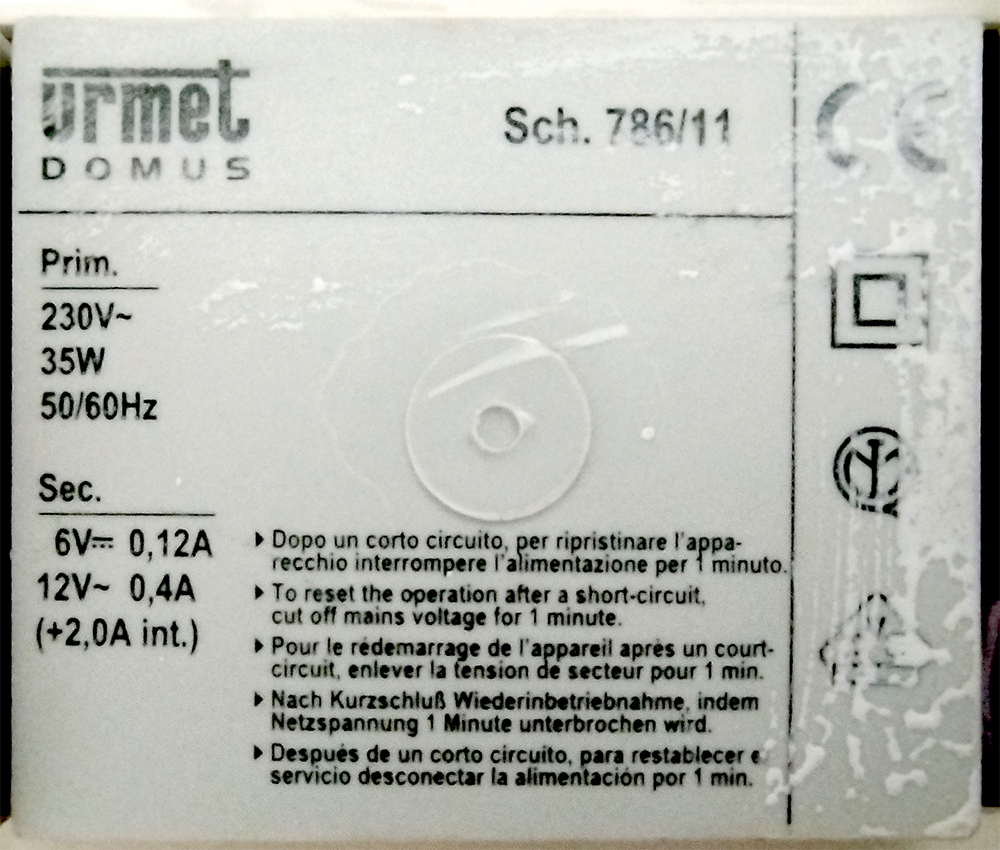 urmet
DOMUS
Sch. 786/11
CE
Prim.
230V~
35W
50/60Hz
Sec.
6V⎓ 0,12A
12V~ 0,4A
(+2,0A int.)
▸ Dopo un corto circuito, per ripristinare l'appa-
recchio interrompere l'alimentazione per 1 minuto.
▸ To reset the operation after a short-circuit,
cut off mains voltage for 1 minute.
▸ Pour le redemarrage de l'appareil après un court-
circuit, enlever la tension de secteur pour 1 min.
▸ Nach Kurzschluß Wiederinbetriebnahme, indem
Netzspannung 1 Minute unterbrochen wird.
▸ Después de un corto circuito, para restablecer e
servicio desconectar la alimentación por 1 min.